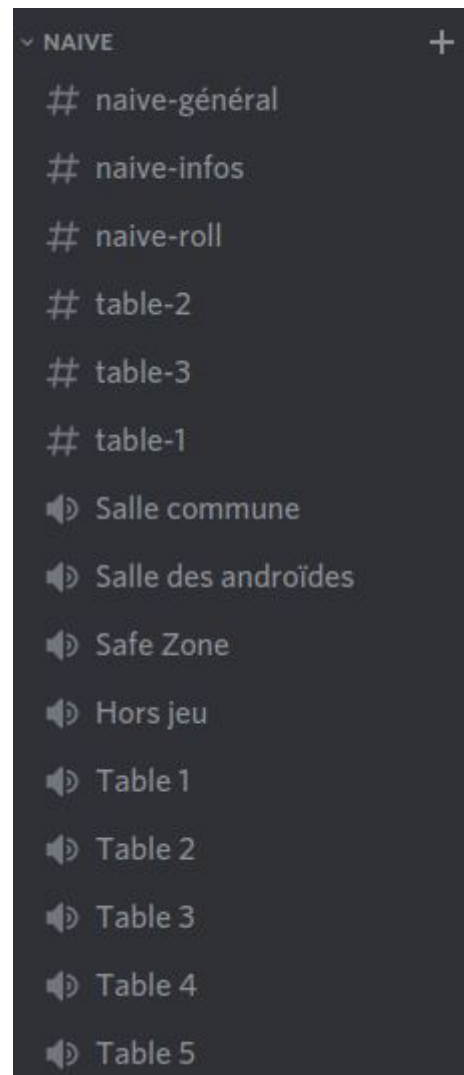 NAIVE
# naive-général
# naive-infos
# naive-roll
# table-2
# table-3
# table-1
Salle commune
Salle des androïdes
Safe Zone
Hors jeu
Table 1
Table 2
Table 3
Table 4
Table 5